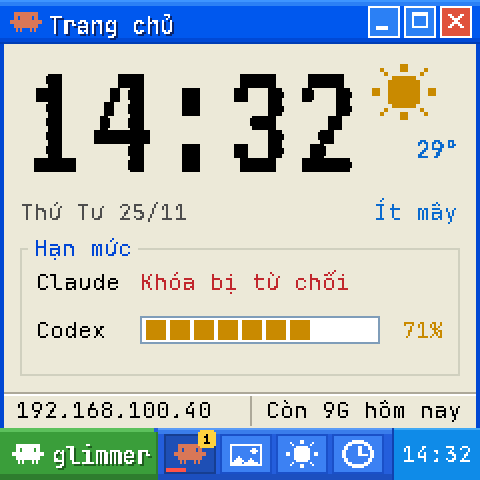 Trang chủ
14:32
29°
Thứ Tư 25/11
Ít mây
Hạn mức
Claude Khóa bị từ chối
Codex 71%
192.168.100.40
Còn 9G hôm nay
glimmer
1
14:32